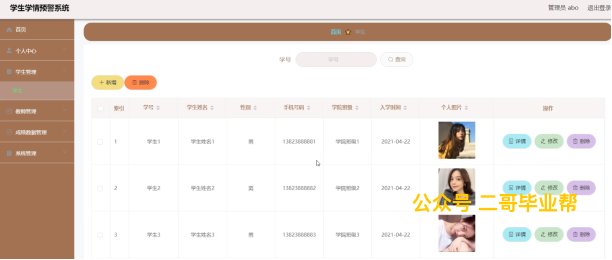 学生学情预警系统 管理员 abo 退出登录
首页 学生
首页
个人中心
学生管理
学生
教师管理
成绩数据管理
系统管理
学号 学号 查询
+ 新增 删除
索引 学号 学生姓名 性别 手机号码 学院班级 入学时间 个人照片 操作
1 学生1 学生姓名1 男 13823888881 学院班级1 2021-04-22 详情 修改 删除
2 学生2 学生姓名2 13823888882 学院班级2 2021-04-22 详情 修改 删除
公众号 二哥毕业帮
3 学生3 学生姓名3 男 13823888883 学院班级3 2021-04-22 详情 修改 删除